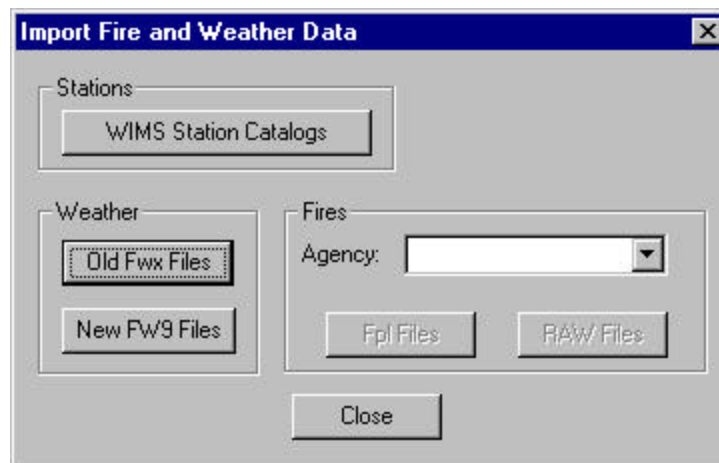 Import Fire and Weather Data
Stations
WIMS Station Catalogs
Weather
Old Fwx Files
New FW9 Files
Fires
Agency:
Fpl Files
RAW Files
Close